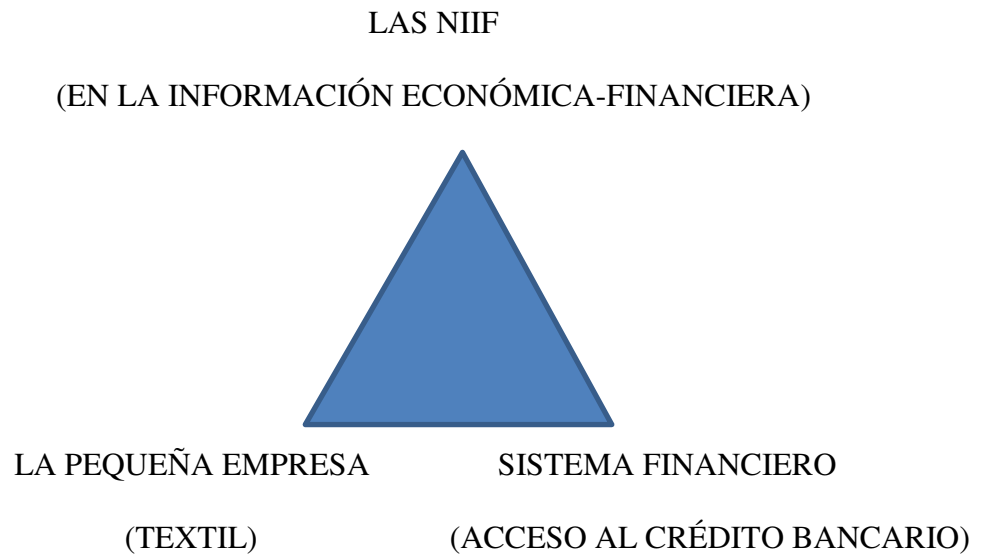 LAS NIIF
(EN LA INFORMACIÓN ECONÓMICA-FINANCIERA)
LA PEQUEÑA EMPRESA SISTEMA FINANCIERO
(TEXTIL) (ACCESO AL CRÉDITO BANCARIO)